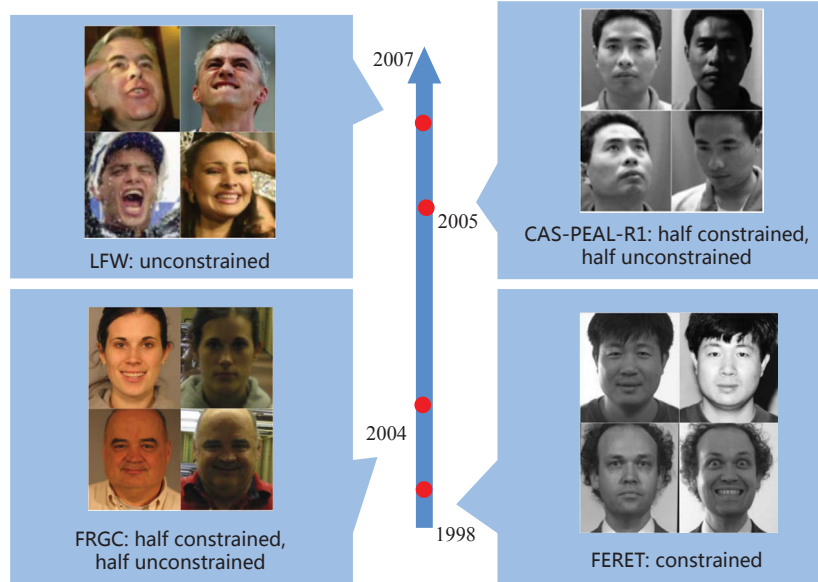 2007
LFW: unconstrained
2005
CAS-PEAL-R1: half constrained,
half unconstrained
2004
FRGC: half constrained,
half unconstrained
1998
FERET: constrained